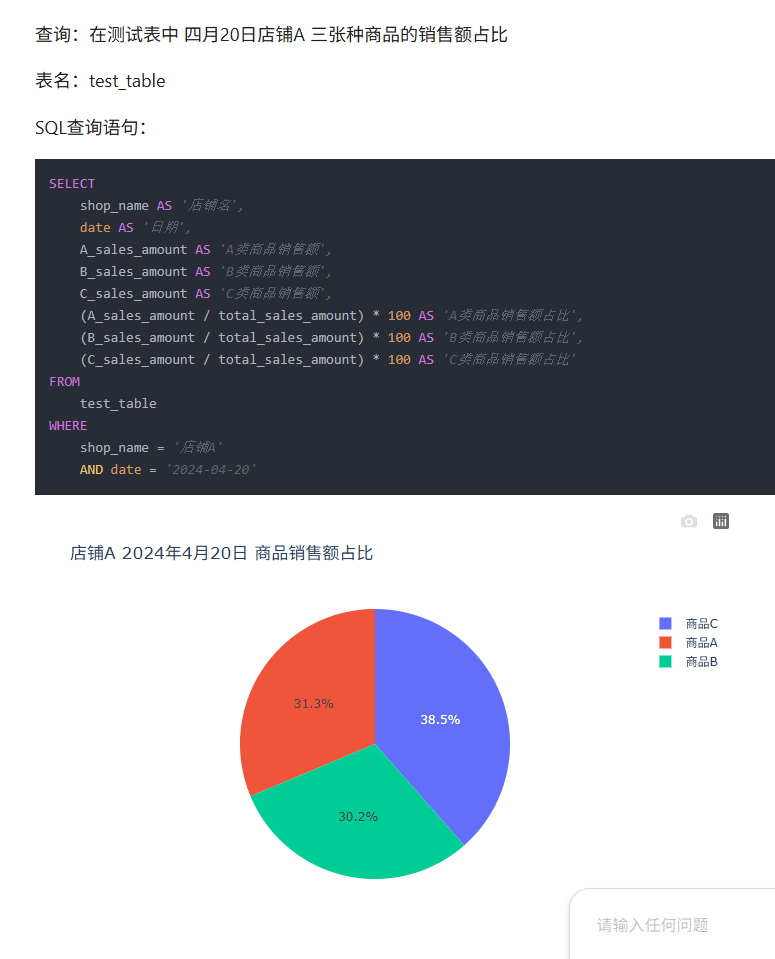 查询：在测试表中 四月20日店铺A 三张种商品的销售额占比
表名：test_table
SQL查询语句：
SELECT
shop_name AS '店铺名',
date AS '日期',
A_sales_amount AS 'A类商品销售额',
B_sales_amount AS 'B类商品销售额',
C_sales_amount AS 'C类商品销售额',
(A_sales_amount / total_sales_amount) * 100 AS 'A类商品销售额占比',
(B_sales_amount / total_sales_amount) * 100 AS 'B类商品销售额占比',
(C_sales_amount / total_sales_amount) * 100 AS 'C类商品销售额占比'
FROM
test_table
WHERE
shop_name = '店铺A'
AND date = '2024-04-20'
店铺A 2024年4月20日 商品销售额占比
商品C
商品A
商品B
31.3%
38.5%
30.2%
请输入任何问题